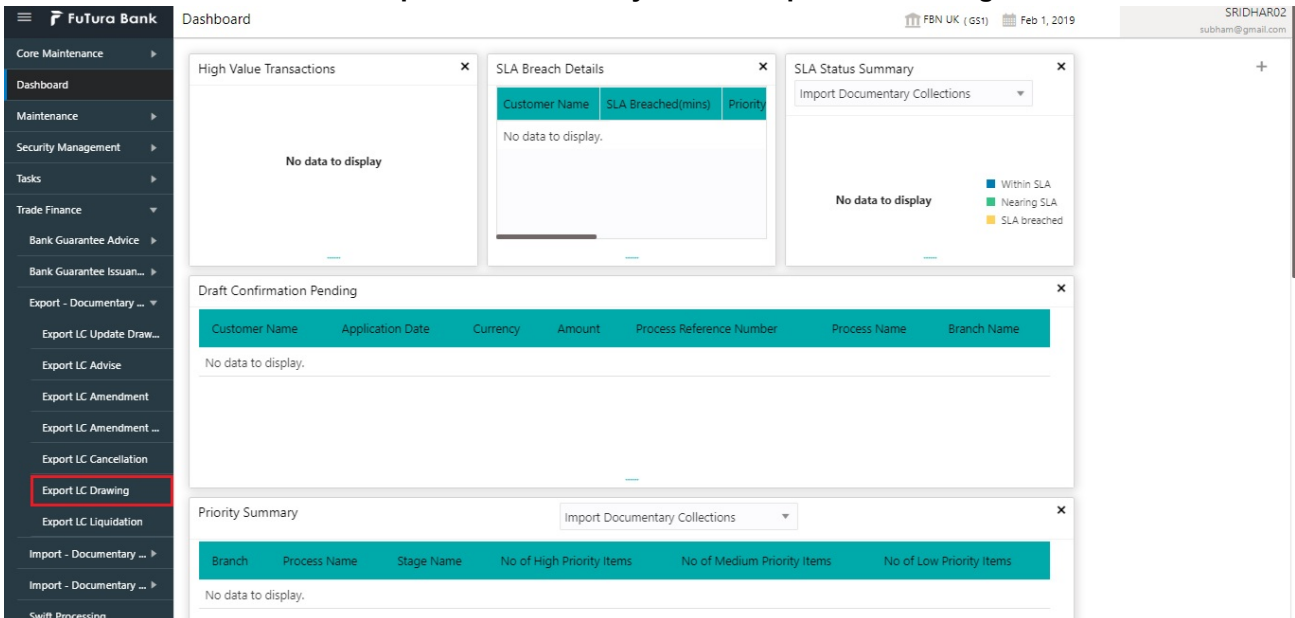 FuTura Bank
Dashboard
FBN UK (GS1)
Feb 1, 2019
SRIDHAR02
subham@gmail.com
Core Maintenance
Dashboard
Maintenance
Security Management
Tasks
Trade Finance
Bank Guarantee Advice
Bank Guarantee Issuan...
Export - Documentary ...
Export LC Update Draw...
Export LC Advise
Export LC Amendment
Export LC Amendment ...
Export LC Cancellation
Export LC Drawing
Export LC Liquidation
Import - Documentary ...
Import - Documentary ...
Swift Processing
High Value Transactions
No data to display
SLA Breach Details
Customer Name SLA Breached(mins) Priority
No data to display.
SLA Status Summary
Import Documentary Collections
No data to display
Within SLA
Nearing SLA
SLA breached
Draft Confirmation Pending
Customer Name Application Date Currency Amount Process Reference Number Process Name Branch Name
No data to display.
Priority Summary
Import Documentary Collections
Branch Process Name Stage Name No of High Priority Items No of Medium Priority Items No of Low Priority Items
No data to display.